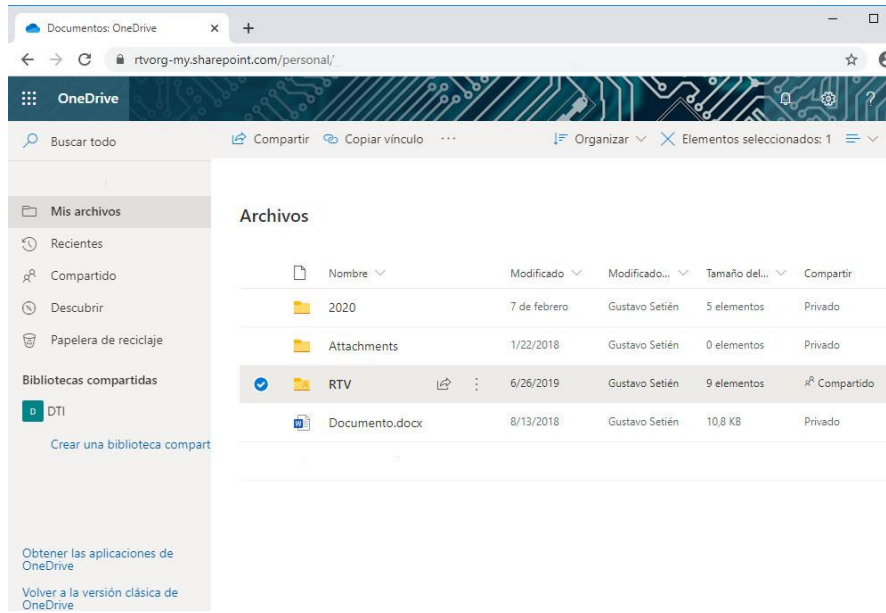 Documentos: OneDrive
rtvorg-my.sharepoint.com/personal/
OneDrive
Buscar todo
Compartir
Copiar vínculo
Organizar
Elementos seleccionados: 1
Mis archivos
Recientes
Compartido
Descubrir
Papelera de reciclaje
Bibliotecas compartidas
D DTI
Crear una biblioteca compart
Obtener las aplicaciones de
OneDrive
Volver a la versión clásica de
OneDrive
Archivos
Nombre Modificado Modificado... Tamaño del... Compartir
2020 7 de febrero Gustavo Setién 5 elementos Privado
Attachments 1/22/2018 Gustavo Setién 0 elementos Privado
RTV 6/26/2019 Gustavo Setién 9 elementos Compartido
Documento.docx 8/13/2018 Gustavo Setién 10,8 KB Privado